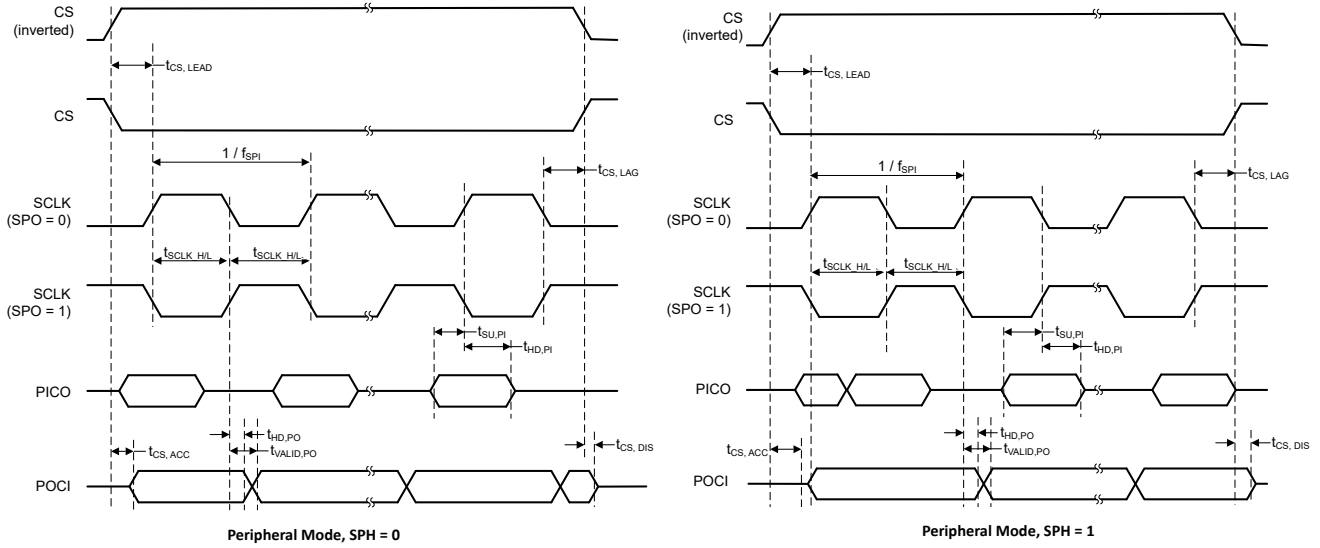 CS
(inverted)
tCS, LEAD
CS
1 / fSPI
tCS, LAG
SCLK
(SPO = 0)
tSCLK_H/L
tSCLK_H/L.
SCLK
(SPO = 1)
tSU,PI
tHD,PI
PICO
tHD,PO
tCS, ACC
tVALID,PO
tCS, DIS
POCI
Peripheral Mode, SPH = 0
CS
(inverted)
tCS, LEAD
CS
1 / fSPI
tCS, LAG
SCLK
(SPO = 0)
tSCLK_H/L .
tSCLK_H/L .
SCLK
(SPO = 1)
tSU,PI
tHD,PI
PICO
tHD,PO
tCS, ACC
tVALID,PO
tCS, DIS
POCI
Peripheral Mode, SPH = 1